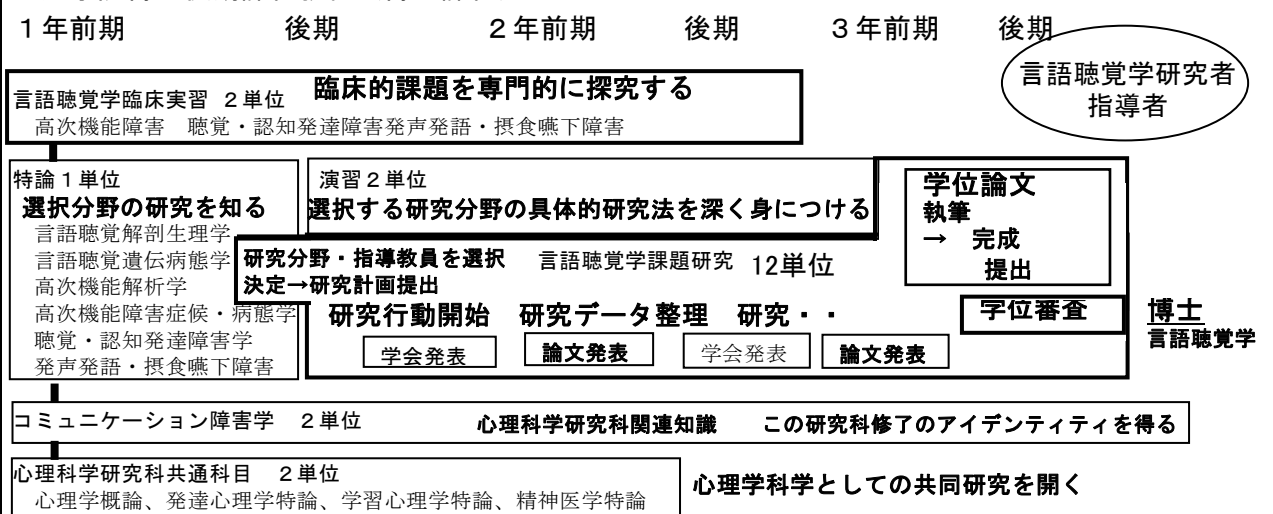 １年前期　後期　２年前期　後期　３年前期　後期
言語聴覚学研究者
指導者
臨床的課題を専門的に探究する
言語聴覚学臨床実習　２単位
高次機能障害　聴覚・認知発達障害発声発語・摂食嚥下障害
特論１単位
選択分野の研究を知る
言語聴覚解剖生理学
言語聴覚遺伝病態学
高次機能解析学
高次機能障害症候・病態学
聴覚・認知発達障害学
発声発語・摂食嚥下障害
演習２単位
選択する研究分野の具体的研究法を深く身につける
研究分野・指導教員を選択
決定→研究計画提出
言語聴覚学課題研究　12単位
研究行動開始　研究データ整理　研究・・
学会発表　論文発表　学会発表　論文発表
学位論文
執筆
→　完成
提出
学位審査
博士
言語聴覚学
コミュニケーション障害学　２単位　心理科学研究科関連知識　この研究科修了のアイデンティティを得る
心理科学研究科共通科目　２単位
心理学概論、発達心理学特論、学習心理学特論、精神医学特論
心理学科学としての共同研究を開く